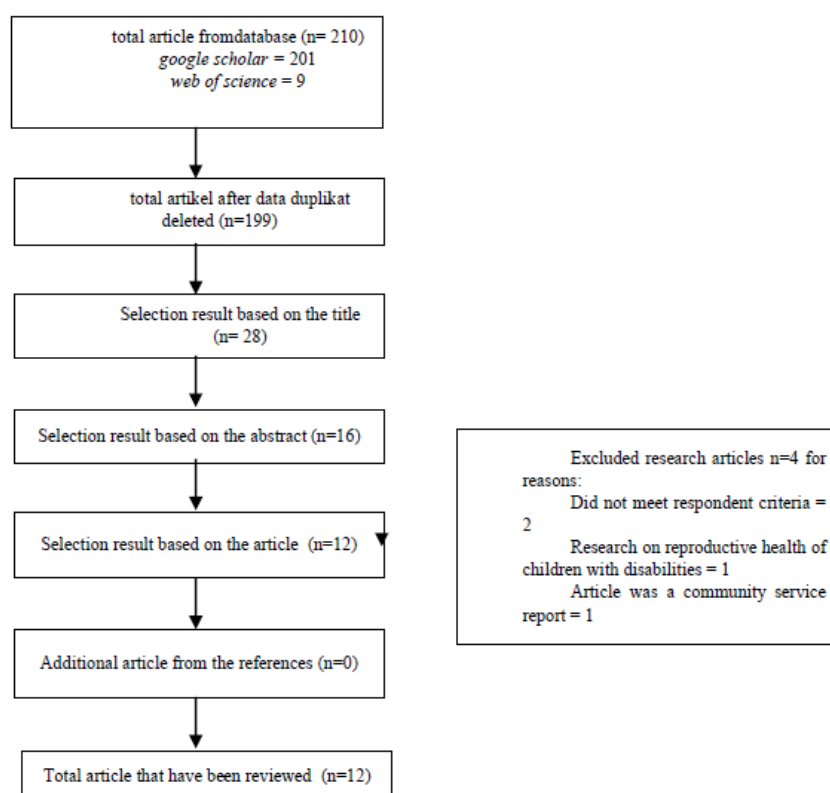 total article fromdatabase (n= 210)
google scholar = 201
web of science = 9
total artikel after data duplikat
deleted (n=199)
Selection result based on the title
(n= 28)
Selection result based on the abstract (n=16)
Selection result based on the article (n=12)
Excluded research articles n=4 for
reasons:
Did not meet respondent criteria =
2
Research on reproductive health of
children with disabilities = 1
Article was a community service
report = 1
Additional article from the references (n=0)
Total article that have been reviewed (n=12)